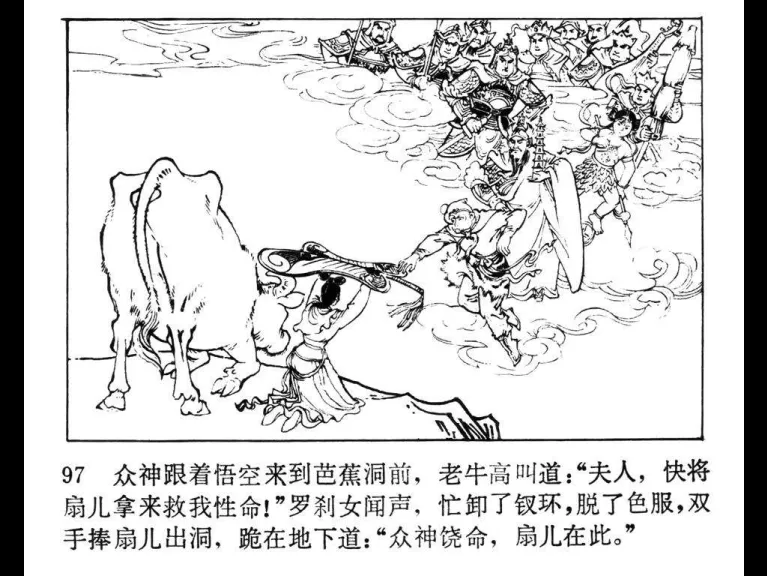 97 众神跟着悟空来到芭蕉洞前，老牛高叫道：“夫人，快将
扇儿拿来救我性命！”罗刹女闻声，忙卸了钗环，脱了色服，双
手捧扇儿出洞，跪在地下道：“众神饶命，扇儿在此。”